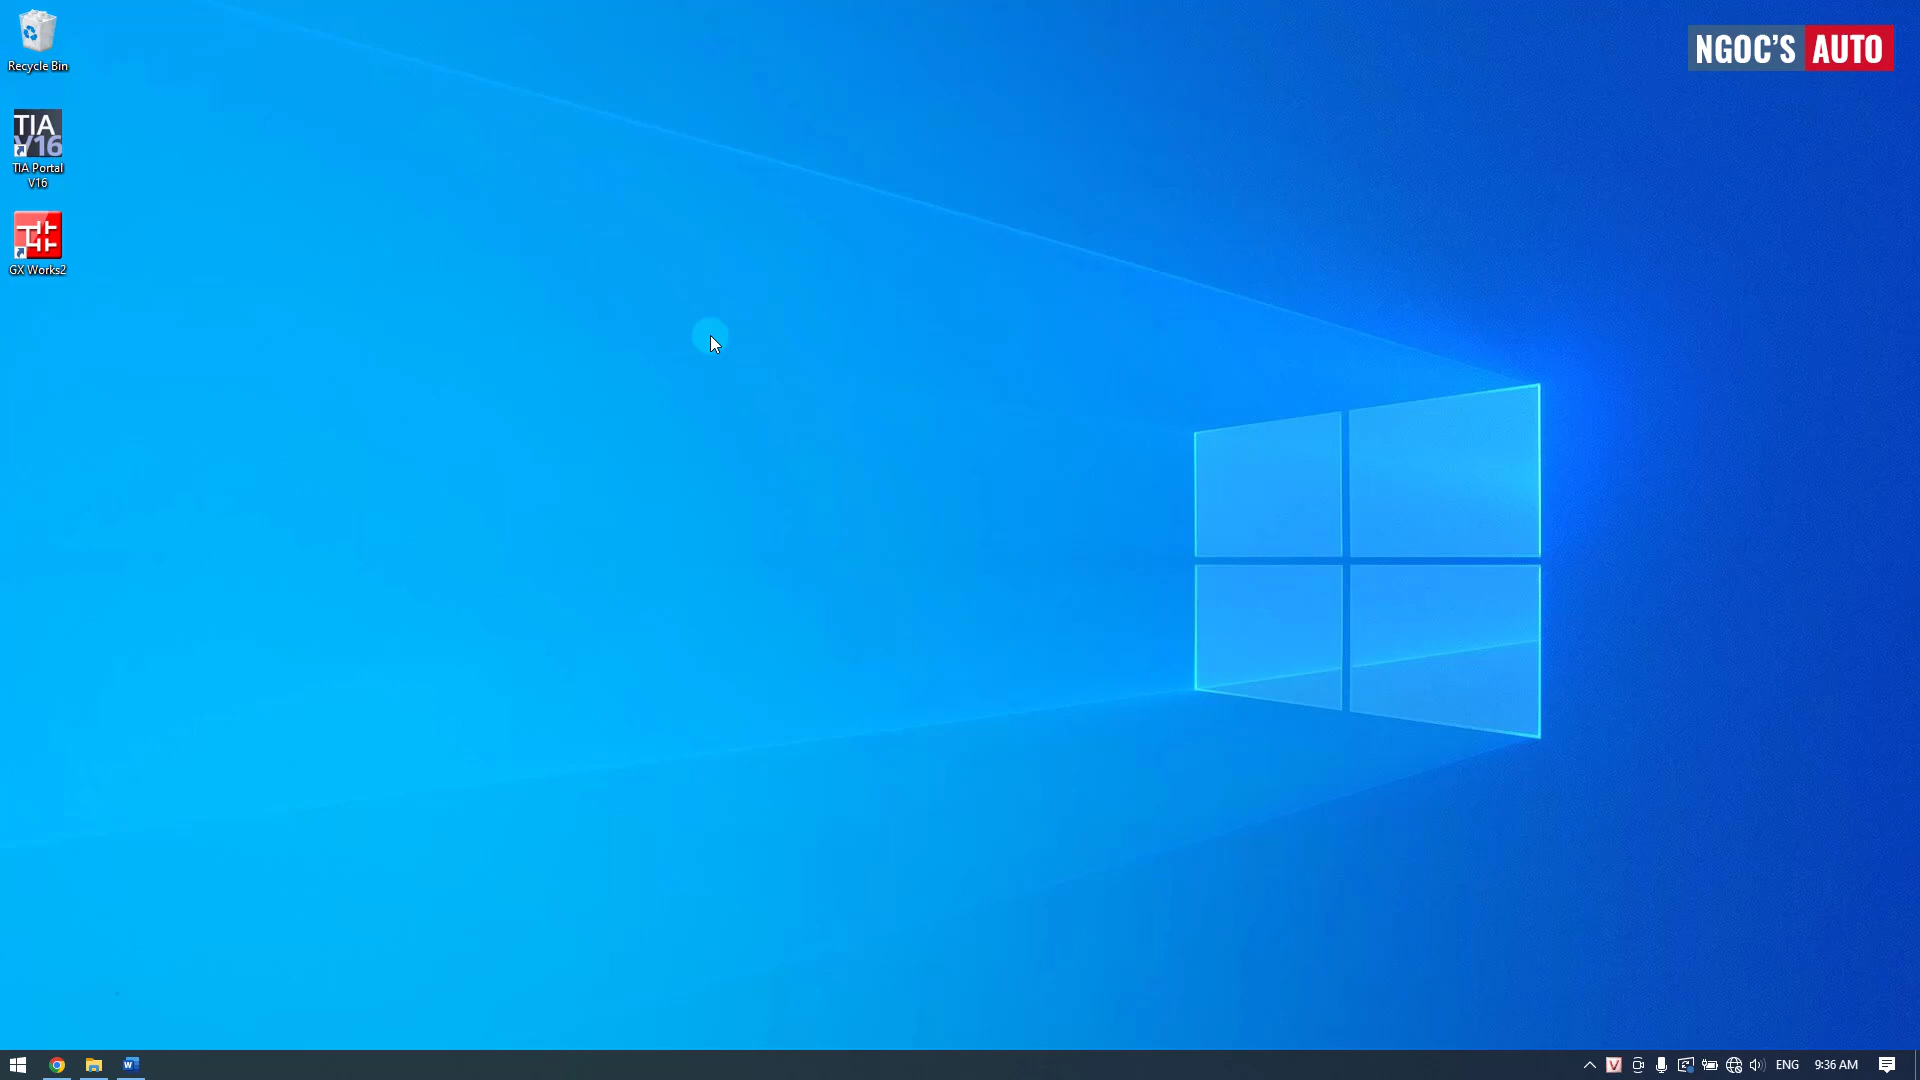 NGOC'S AUTO
Recycle Bin
TIA
V16
TIA Portal
V16
GX Works2
ENG
9:36 AM